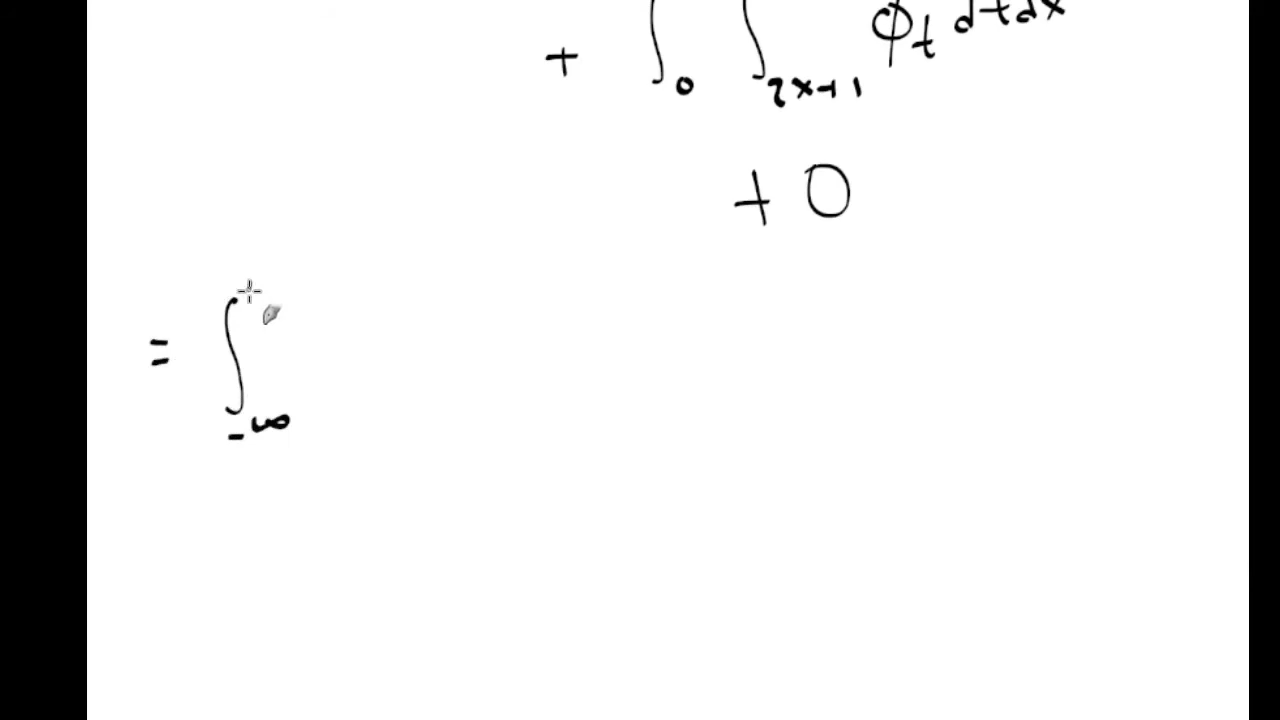 + ∫₀ ∫₂ₓ₊₁ ϕₜ dt dx
+ 0
= ∫₋∞